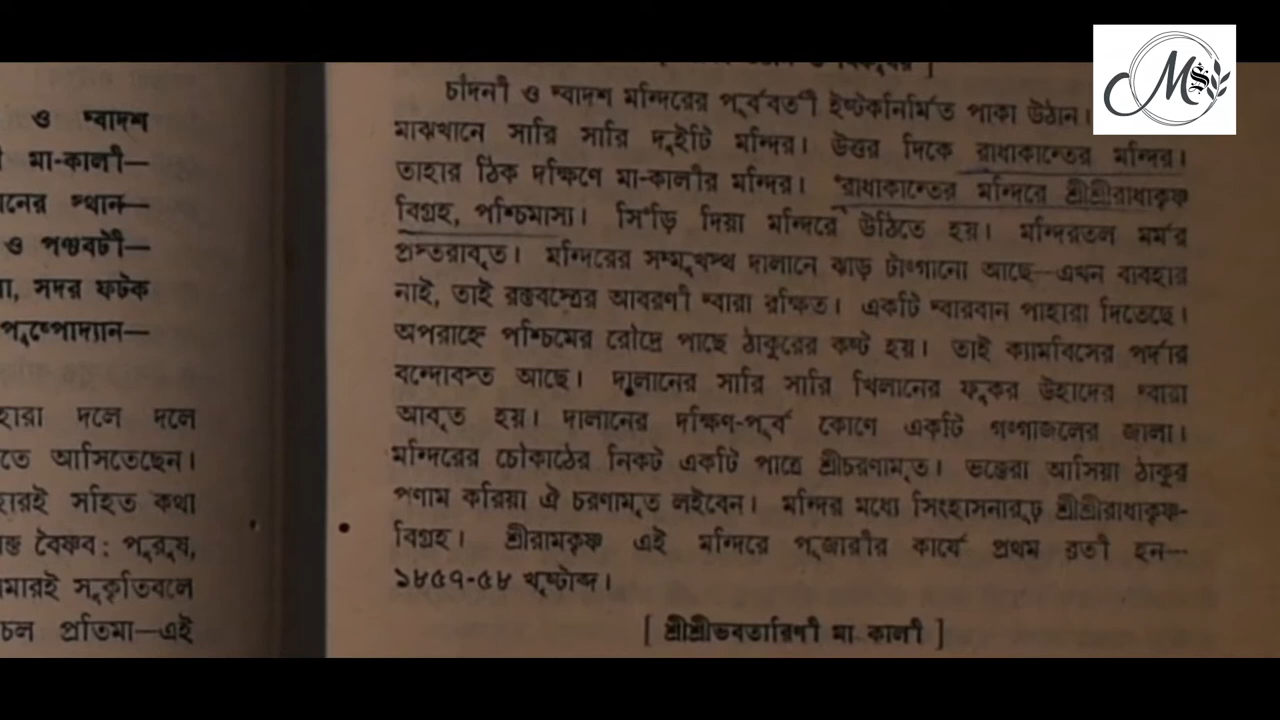 ও দ্বাদশ
মা-কালী—
স্থান—
ও পঞ্চবটী—
সদর ফটক
পুষ্পোদ্যান—
দলে দলে
আসিতেছেন।
সহিত কথা
বৈষ্ণব: পুরুষ,
সুকৃতিবলে
প্রতিমা—এই
চাঁদনী ও দ্বাদশ মন্দিরের পূর্ববর্তী ইষ্টকনির্মিত পাকা উঠান।
মাঝখানে সারি সারি দুইটি মন্দির। উত্তর দিকে রাধাকান্তের মন্দির।
তাহার ঠিক দক্ষিণে মা-কালীর মন্দির। রাধাকান্তের মন্দিরে শ্রীশ্রীরাধাকৃষ্ণ
বিগ্রহ, পশ্চিমাস্য। সিঁড়ি দিয়া মন্দিরে উঠিতে হয়। মন্দিরতল মর্মর
প্রস্তরাবৃত। মন্দিরের সম্মুখস্থ দালানে ঝাড় টাঙ্গানো আছে—এখন ব্যবহার
নাই, তাই রক্তবস্ত্রের আবরণী দ্বারা রক্ষিত। একটি দ্বারবান পাহারা দিতেছে।
অপরাহ্ণে পশ্চিমের রৌদ্রে পাছে ঠাকুরের কষ্ট হয়। তাই ক্যামবিসের পর্দার
বন্দোবস্ত আছে। দালানের সারি সারি খিলানের ফুকর উহাদের দ্বারা
আবৃত হয়। দালানের দক্ষিণ-পূর্ব কোণে একটি গঙ্গাজলের জালা।
মন্দিরের চৌকাঠের নিকট একটি পাত্রে শ্রীচরণামৃত। ভক্তেরা আসিয়া ঠাকুর
প্রণাম করিয়া ঐ চরণামৃত লইবেন। মন্দির মধ্যে সিংহাসনারূঢ় শ্রীশ্রীরাধাকৃষ্ণ-
বিগ্রহ। শ্রীরামকৃষ্ণ এই মন্দিরে পূজারীর কার্যে প্রথম ব্রতী হন—
১৮৫৭-৫৮ খৃষ্টাব্দ।
[ শ্রীশ্রীভবতারিণী মা কালী ]